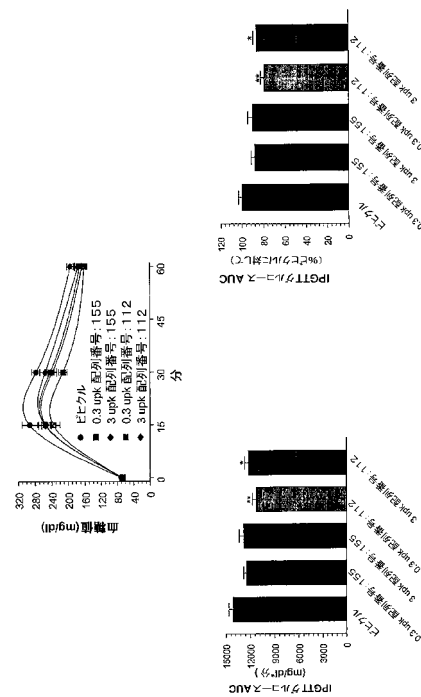 血糖値(mg/dl)
320
280
240
200
160
120
80
40
0
0
15
30
45
60
分
ビヒクル
0.3 upk 配列番号:155
3 upk 配列番号:155
0.3 upk 配列番号:112
3 upk 配列番号:112
IPGTTグルコース AUC
(mg/dl*分)
15000
12000
9000
6000
3000
0
**
*
ビヒクル
0.3 upk 配列番号:155
3 upk 配列番号:155
0.3 upk 配列番号:112
3 upk 配列番号:112
IPGTTグルコース AUC
(%ビヒクルに対して)
120
100
80
60
40
20
0
**
*
ビヒクル
0.3 upk 配列番号:155
3 upk 配列番号:155
0.3 upk 配列番号:112
3 upk 配列番号:112